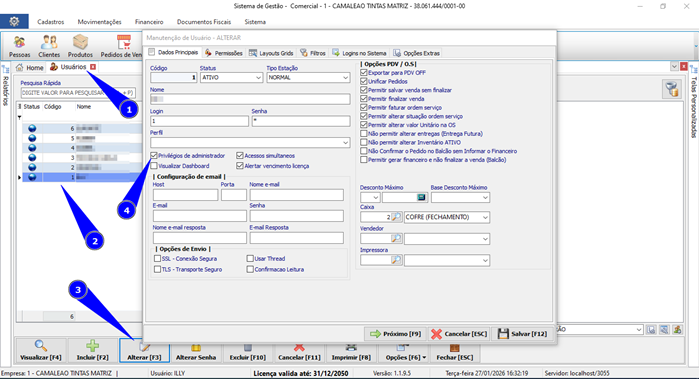 Sistema de Gestão - Comercial - 1 - CAMALEAO TINTAS MATRIZ - 38.061.444/0001-00
Cadastros Movimentações Financeiro Documentos Fiscais Sistema
Pessoas Clientes Produtos Pedidos de Ven
Home Usuários
Relatórios
Telas Personalizadas
Pesquisa Rápida
Status Código Nome
6
5
4
3
2
1
6
Manutenção de Usuário - ALTERAR
Dados Principais Permissões Layouts Grids Filtros Logins no Sistema Opções Extras
Código Status Tipo Estação
1 ATIVO NORMAL
Nome
Login Senha
1 *
Perfil
Privilégios de administrador Acessos simultaneos
Visualizar Dashboard Alertar vencimento licença
| Configuração de email |
Host Porta Nome e-mail
E-mail Senha
Nome e-mail resposta E-mail Resposta
| Opções de Envio |
SSL - Conexão Segura Usar Thread
TLS - Transporte Seguro Confirmacao Leitura
| Opções PDV / O.S|
Exportar para PDV OFF
Unificar Pedidos
Permitir salvar venda sem finalizar
Permitir finalizar venda
Permitir faturar ordem serviço
Permitir alterar situação ordem serviço
Permitir alterar valor Unitário na OS
Não permitir alterar entregas (Entrega Futura)
Não permitir alterar Inventário ATIVO
Não Confirmar o Pedido no Balcão sem Informar o Financeiro
Permitir gerar financeiro e não finalizar a venda (Balcão)
Desconto Máximo Base Desconto Máximo
Caixa
2 COFRE (FECHAMENTO)
Vendedor
Impressora
Próximo [F9] Cancelar [ESC] Salvar [F12]
1
2
3
4
Visualizar [F4] Incluir [F2] Alterar [F3] Alterar Senha Excluir [F10] Cancelar [F11] Imprimir [F8] Opções [F6] Fechar [ESC]
Empresa: 1 - CAMALEAO TINTAS MATRIZ | Usuário: ILLY Licença valida até: 31/12/2050 Versão: 1.1.9.5 Terça-feira 27/01/2026 16:32:19 Servidor: localhost/3055